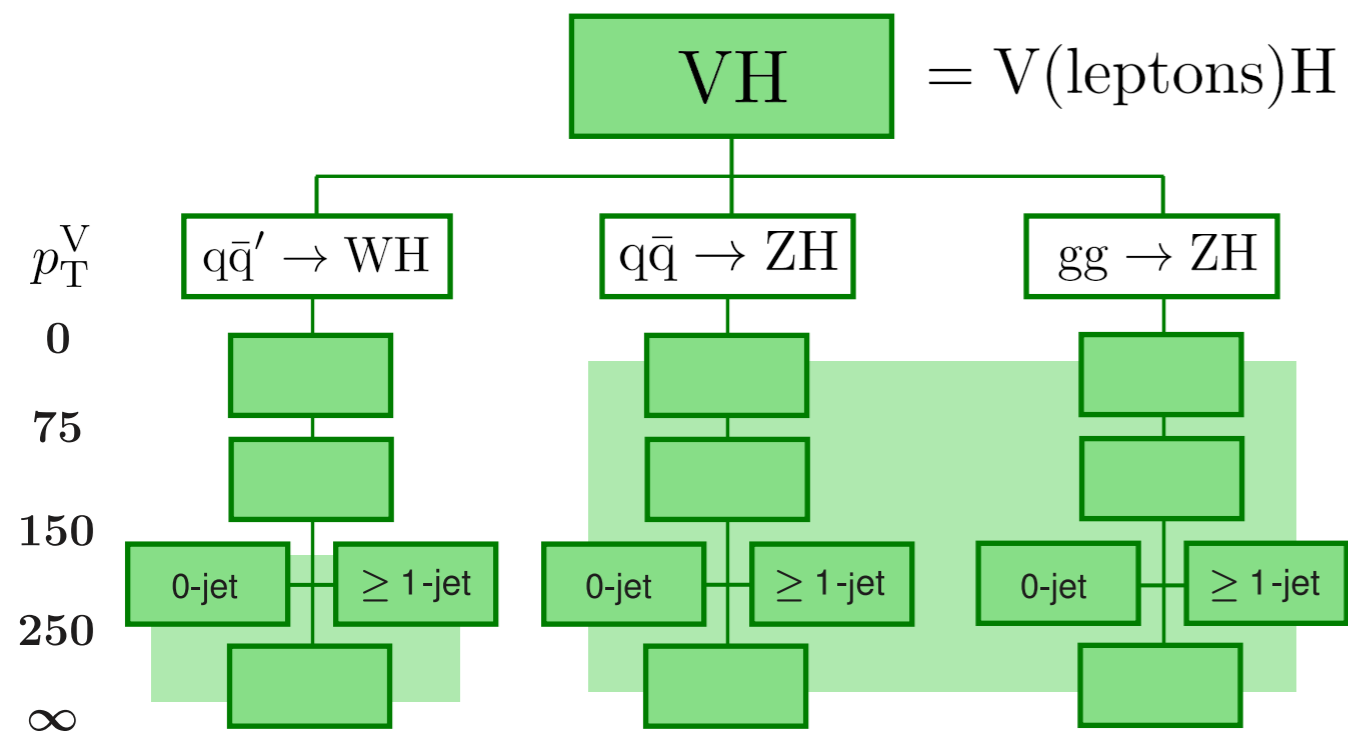 VH = V(leptons)H
p_T^V qq̄′ → WH qq̄ → ZH gg → ZH
0
75
150
0-jet ≥ 1-jet 0-jet ≥ 1-jet 0-jet ≥ 1-jet
250
∞